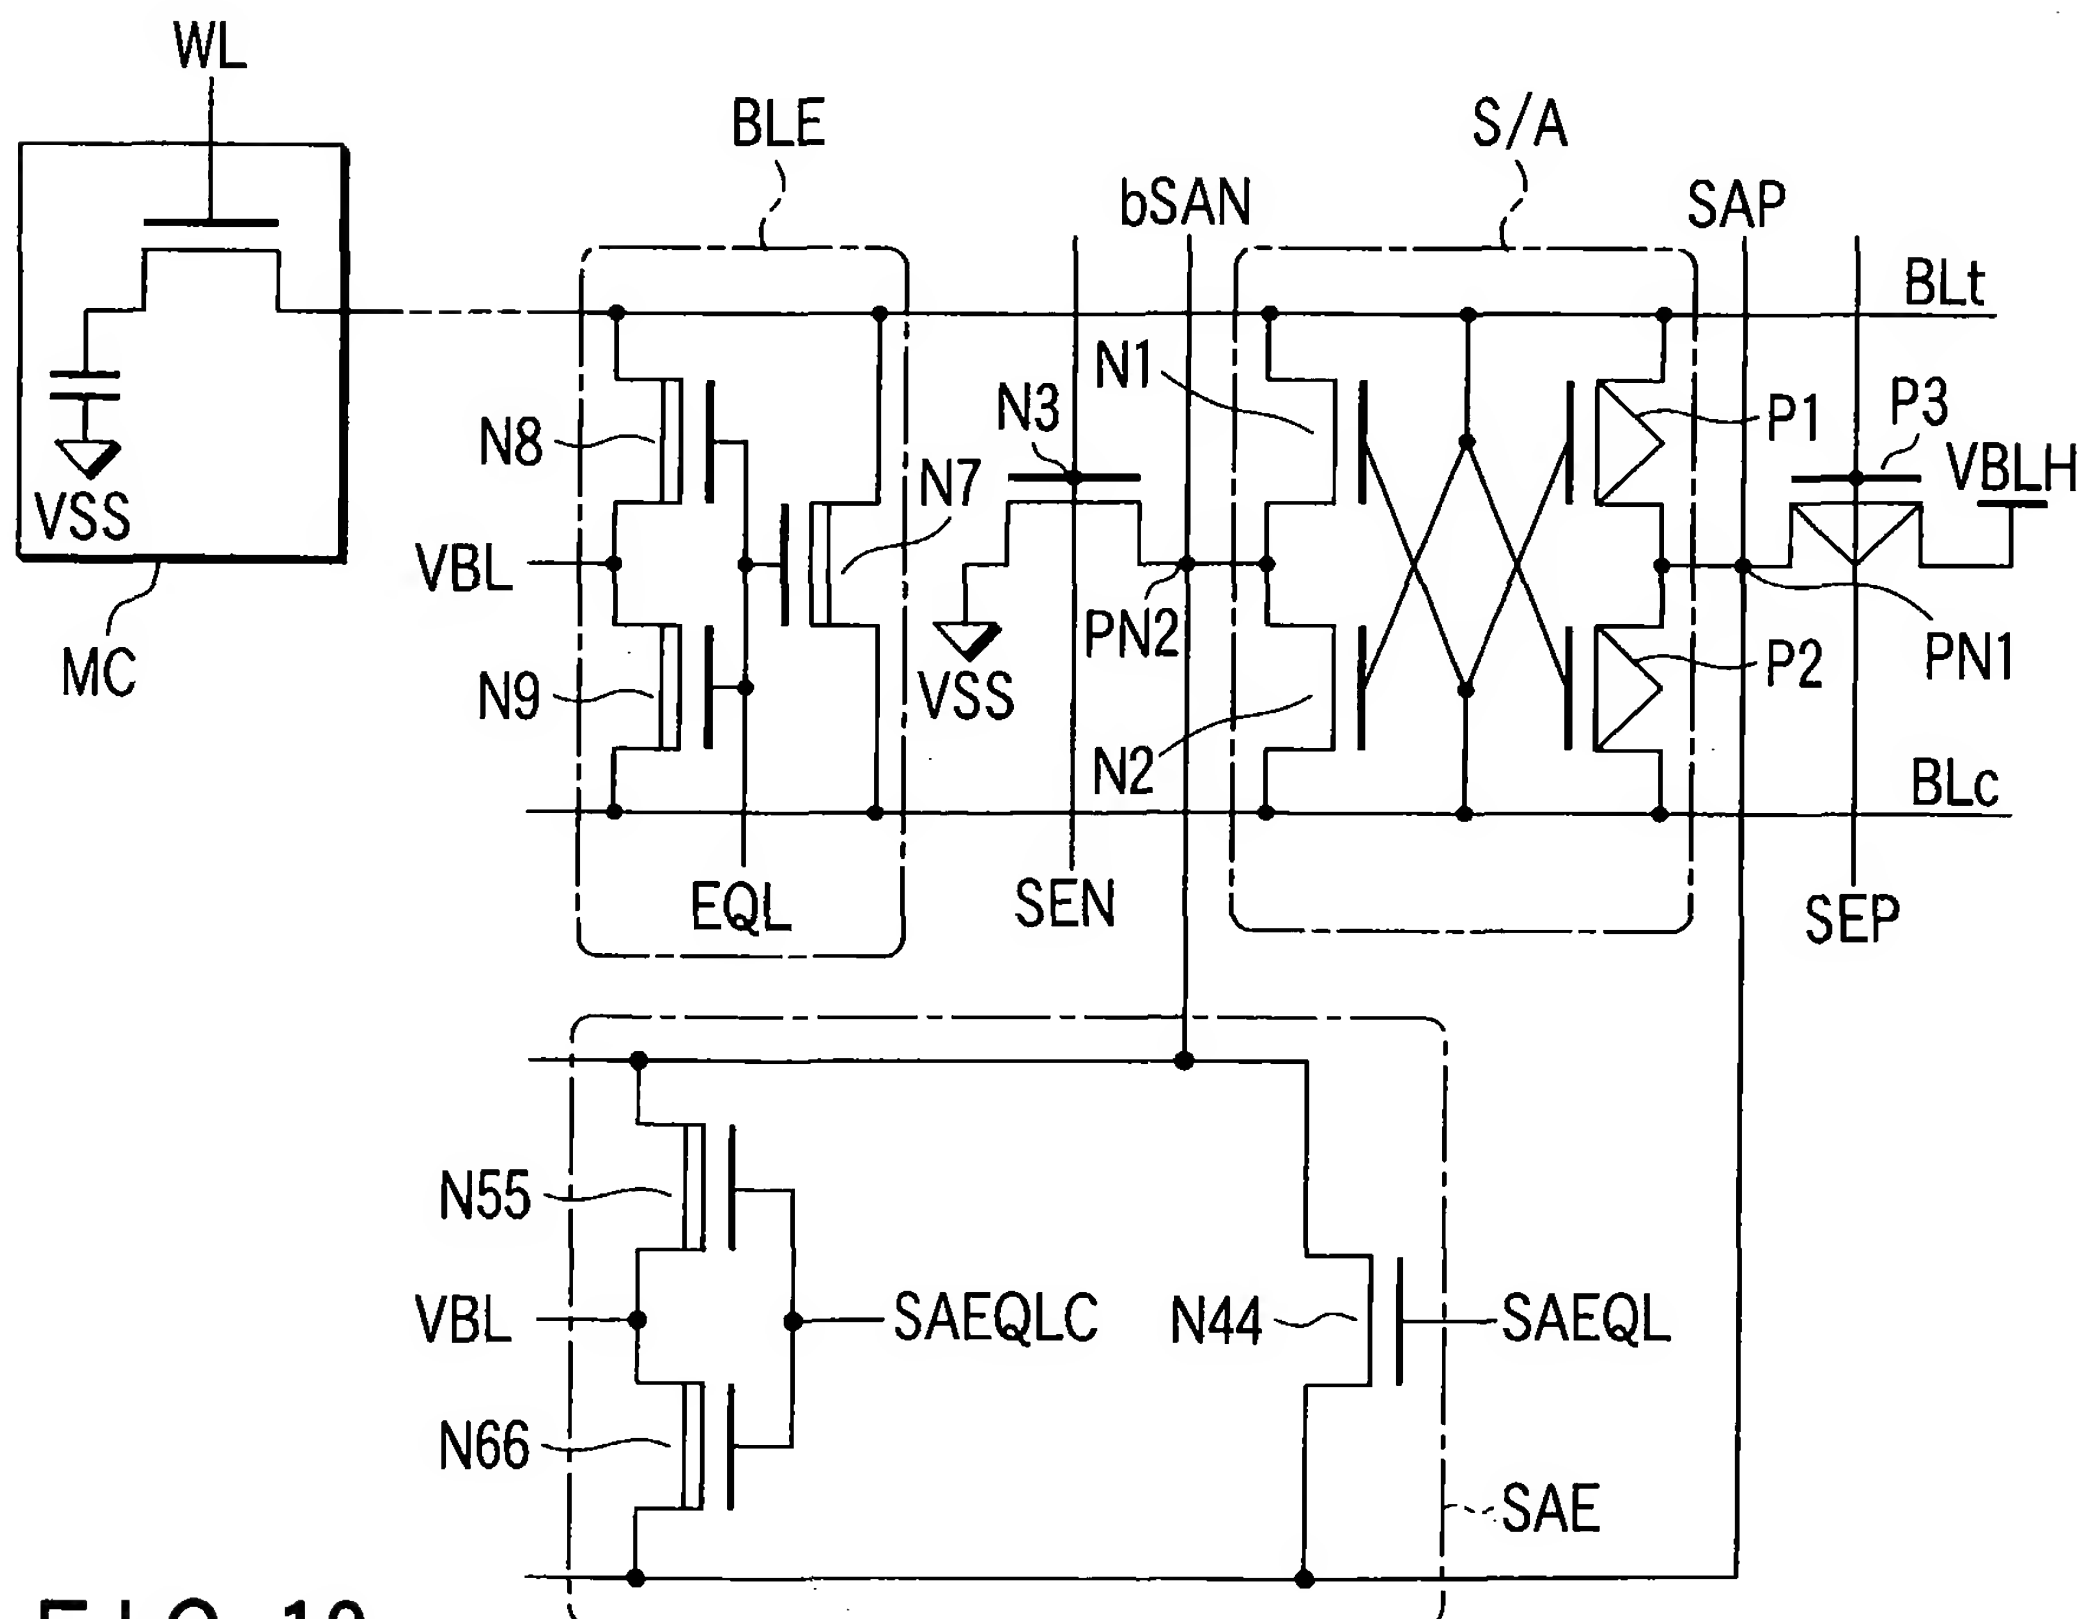 WL
BLE
S/A
bSAN
SAP
BLt
N1
N3
P1
P3
N8
N7
VBLH
VSS
VBL
PN2
PN1
MC
N9
VSS
P2
N2
BLc
EQL
SEN
SEP
N55
VBL
SAEQLC
N44
SAEQL
N66
SAE